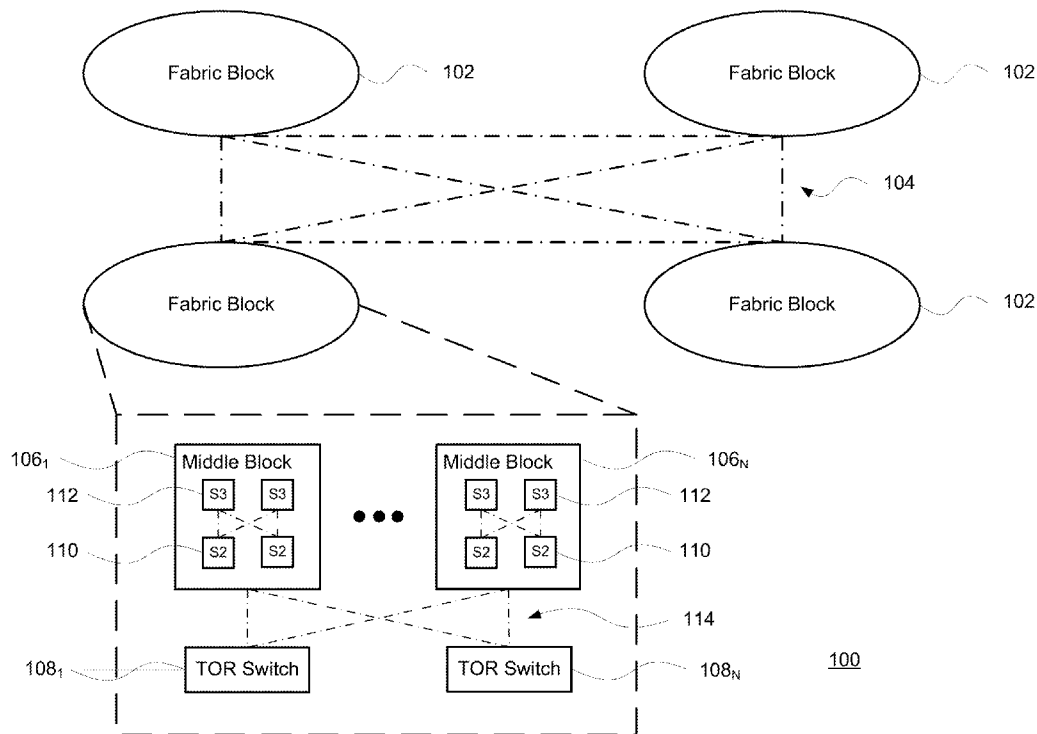 Fabric Block
102
Fabric Block
102
104
Fabric Block
Fabric Block
102
106₁
Middle Block
Middle Block
106N
112
S3
S3
S3
S3
112
110
S2
S2
S2
S2
110
114
108₁
TOR Switch
TOR Switch
108N
100